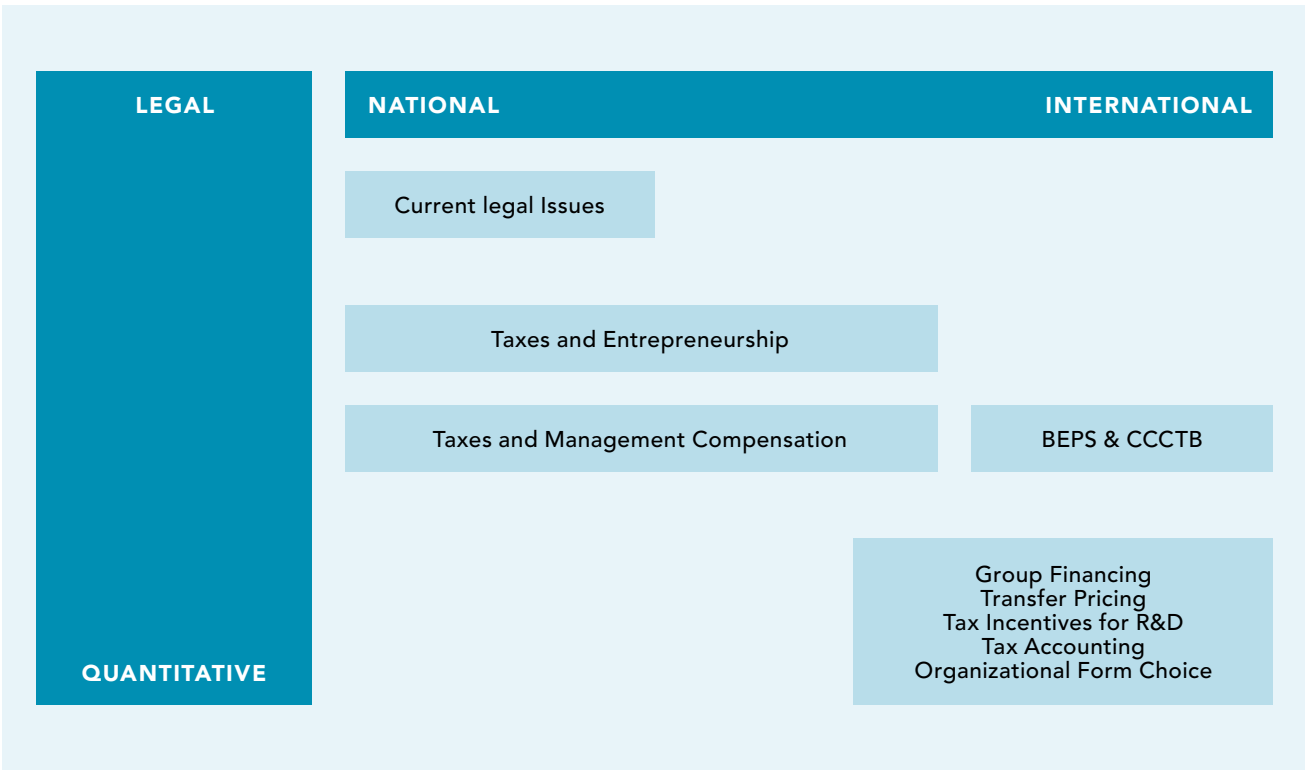 LEGAL
NATIONAL
INTERNATIONAL
Current legal Issues
Taxes and Entrepreneurship
Taxes and Management Compensation
BEPS & CCCTB
Group Financing
Transfer Pricing
Tax Incentives for R&D
Tax Accounting
Organizational Form Choice
QUANTITATIVE